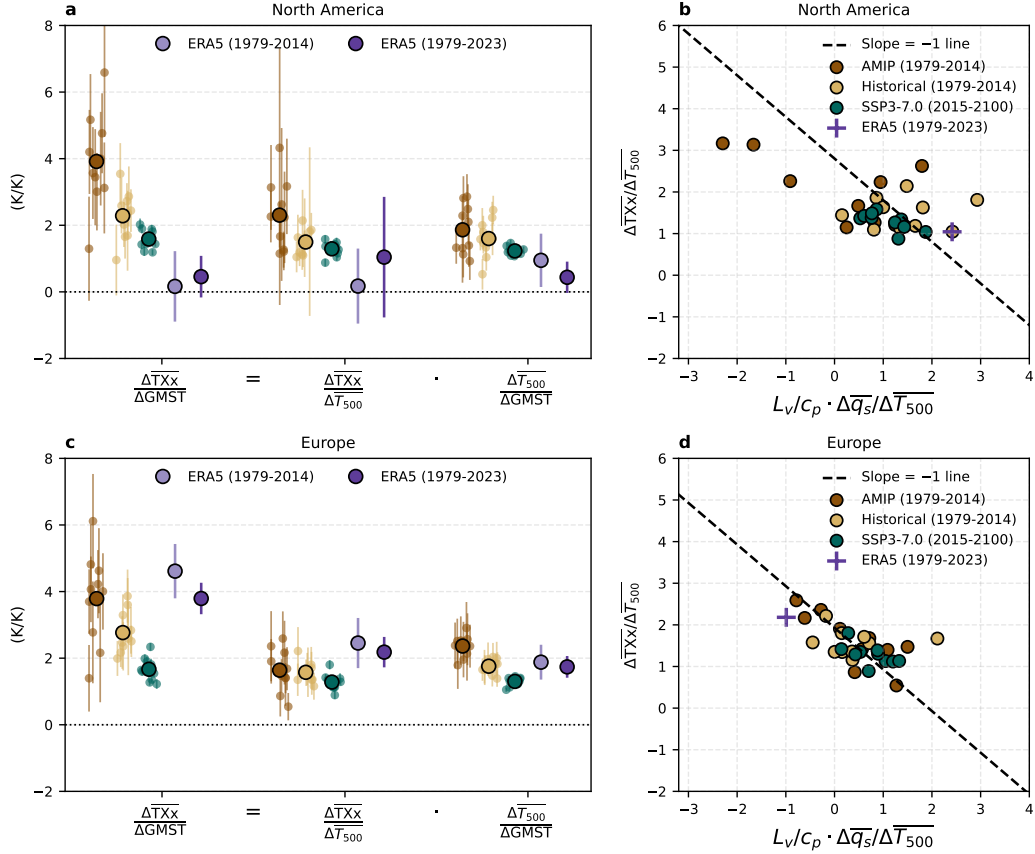 a North America
ERA5 (1979-2014) ERA5 (1979-2023)
8
6
4
2
0
−2
(K/K)
ΔTXx/ΔGMST = ΔTXx/ΔT500 · ΔT500/ΔGMST
b North America
Slope = −1 line
AMIP (1979-2014)
Historical (1979-2014)
SSP3-7.0 (2015-2100)
ERA5 (1979-2023)
6
5
4
3
2
1
0
−1
−2
ΔTXx/ΔT500
−3 −2 −1 0 1 2 3 4
Lv/cp · Δqs/ΔT500
c Europe
ERA5 (1979-2014) ERA5 (1979-2023)
8
6
4
2
0
−2
(K/K)
ΔTXx/ΔGMST = ΔTXx/ΔT500 · ΔT500/ΔGMST
d Europe
Slope = −1 line
AMIP (1979-2014)
Historical (1979-2014)
SSP3-7.0 (2015-2100)
ERA5 (1979-2023)
6
5
4
3
2
1
0
−1
−2
ΔTXx/ΔT500
−3 −2 −1 0 1 2 3 4
Lv/cp · Δqs/ΔT500